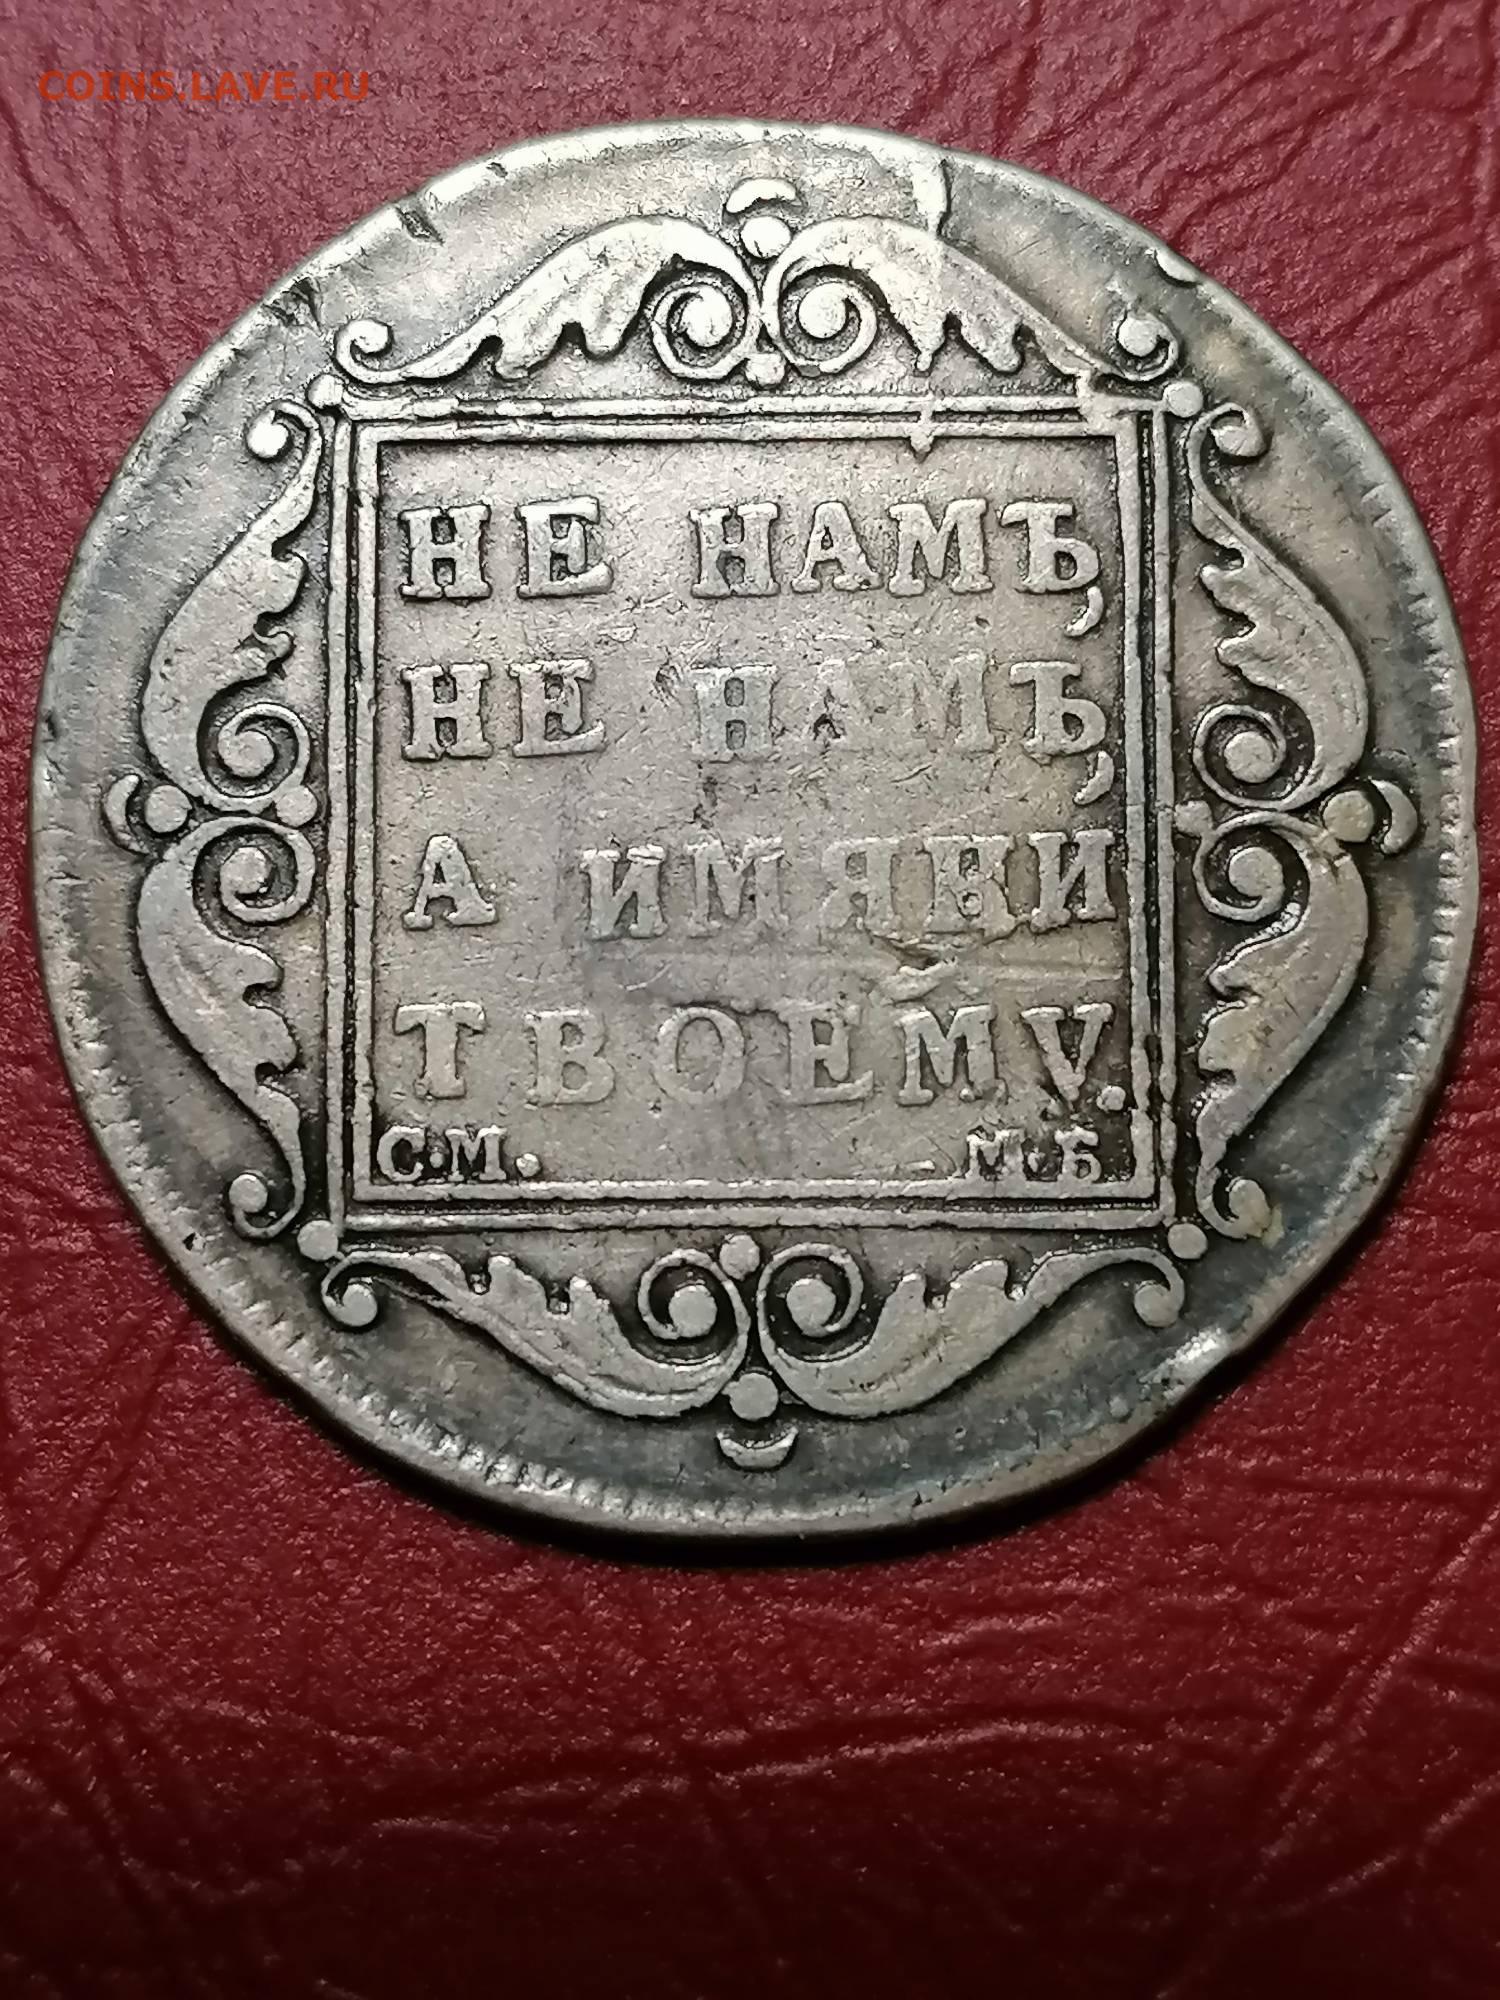 COINS.LAVE.RU
НЕ НАМЪ,
НЕ НАМЪ,
А ИМЯНИ
ТВОЕМУ.
С.М. М.Б